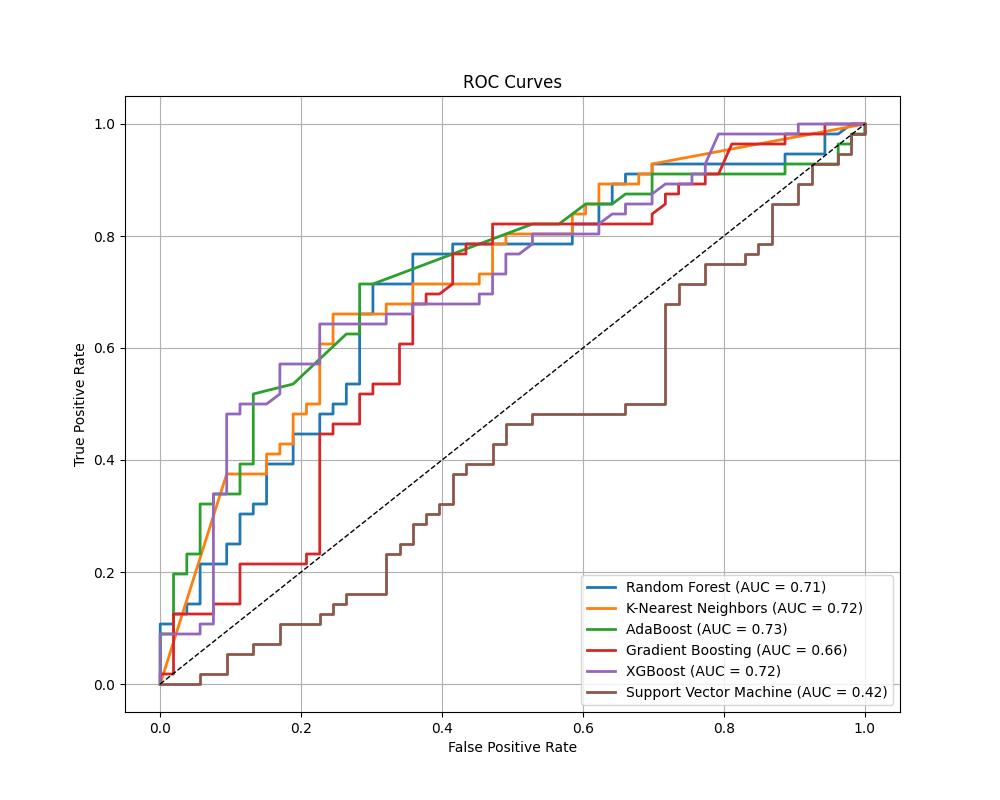 ROC Curves
True Positive Rate
1.0
0.8
0.6
0.4
0.2
0.0
Random Forest (AUC = 0.71)
K-Nearest Neighbors (AUC = 0.72)
AdaBoost (AUC = 0.73)
Gradient Boosting (AUC = 0.66)
XGBoost (AUC = 0.72)
Support Vector Machine (AUC = 0.42)
0.0 0.2 0.4 0.6 0.8 1.0
False Positive Rate